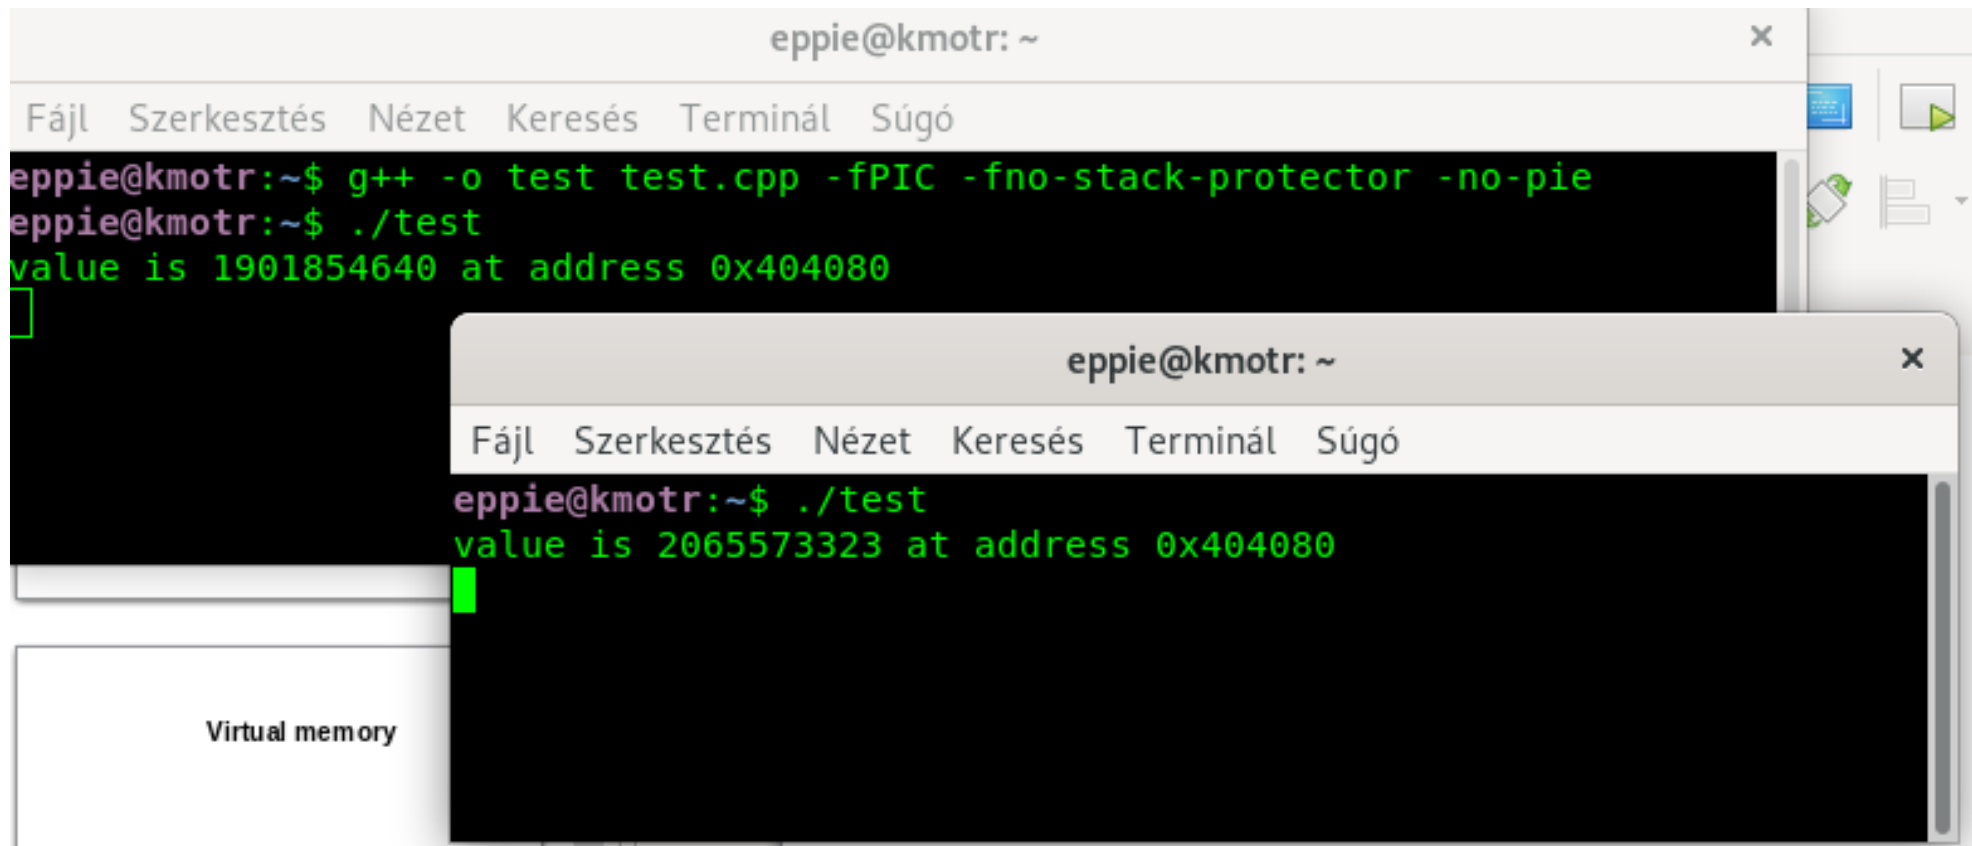 eppie@kmotr: ~
Fájl Szerkesztés Nézet Keresés Terminál Súgó
eppie@kmotr:~$ g++ -o test test.cpp -fPIC -fno-stack-protector -no-pie
eppie@kmotr:~$ ./test
value is 1901854640 at address 0x404080
eppie@kmotr: ~
Fájl Szerkesztés Nézet Keresés Terminál Súgó
eppie@kmotr:~$ ./test
value is 2065573323 at address 0x404080
Virtual memory